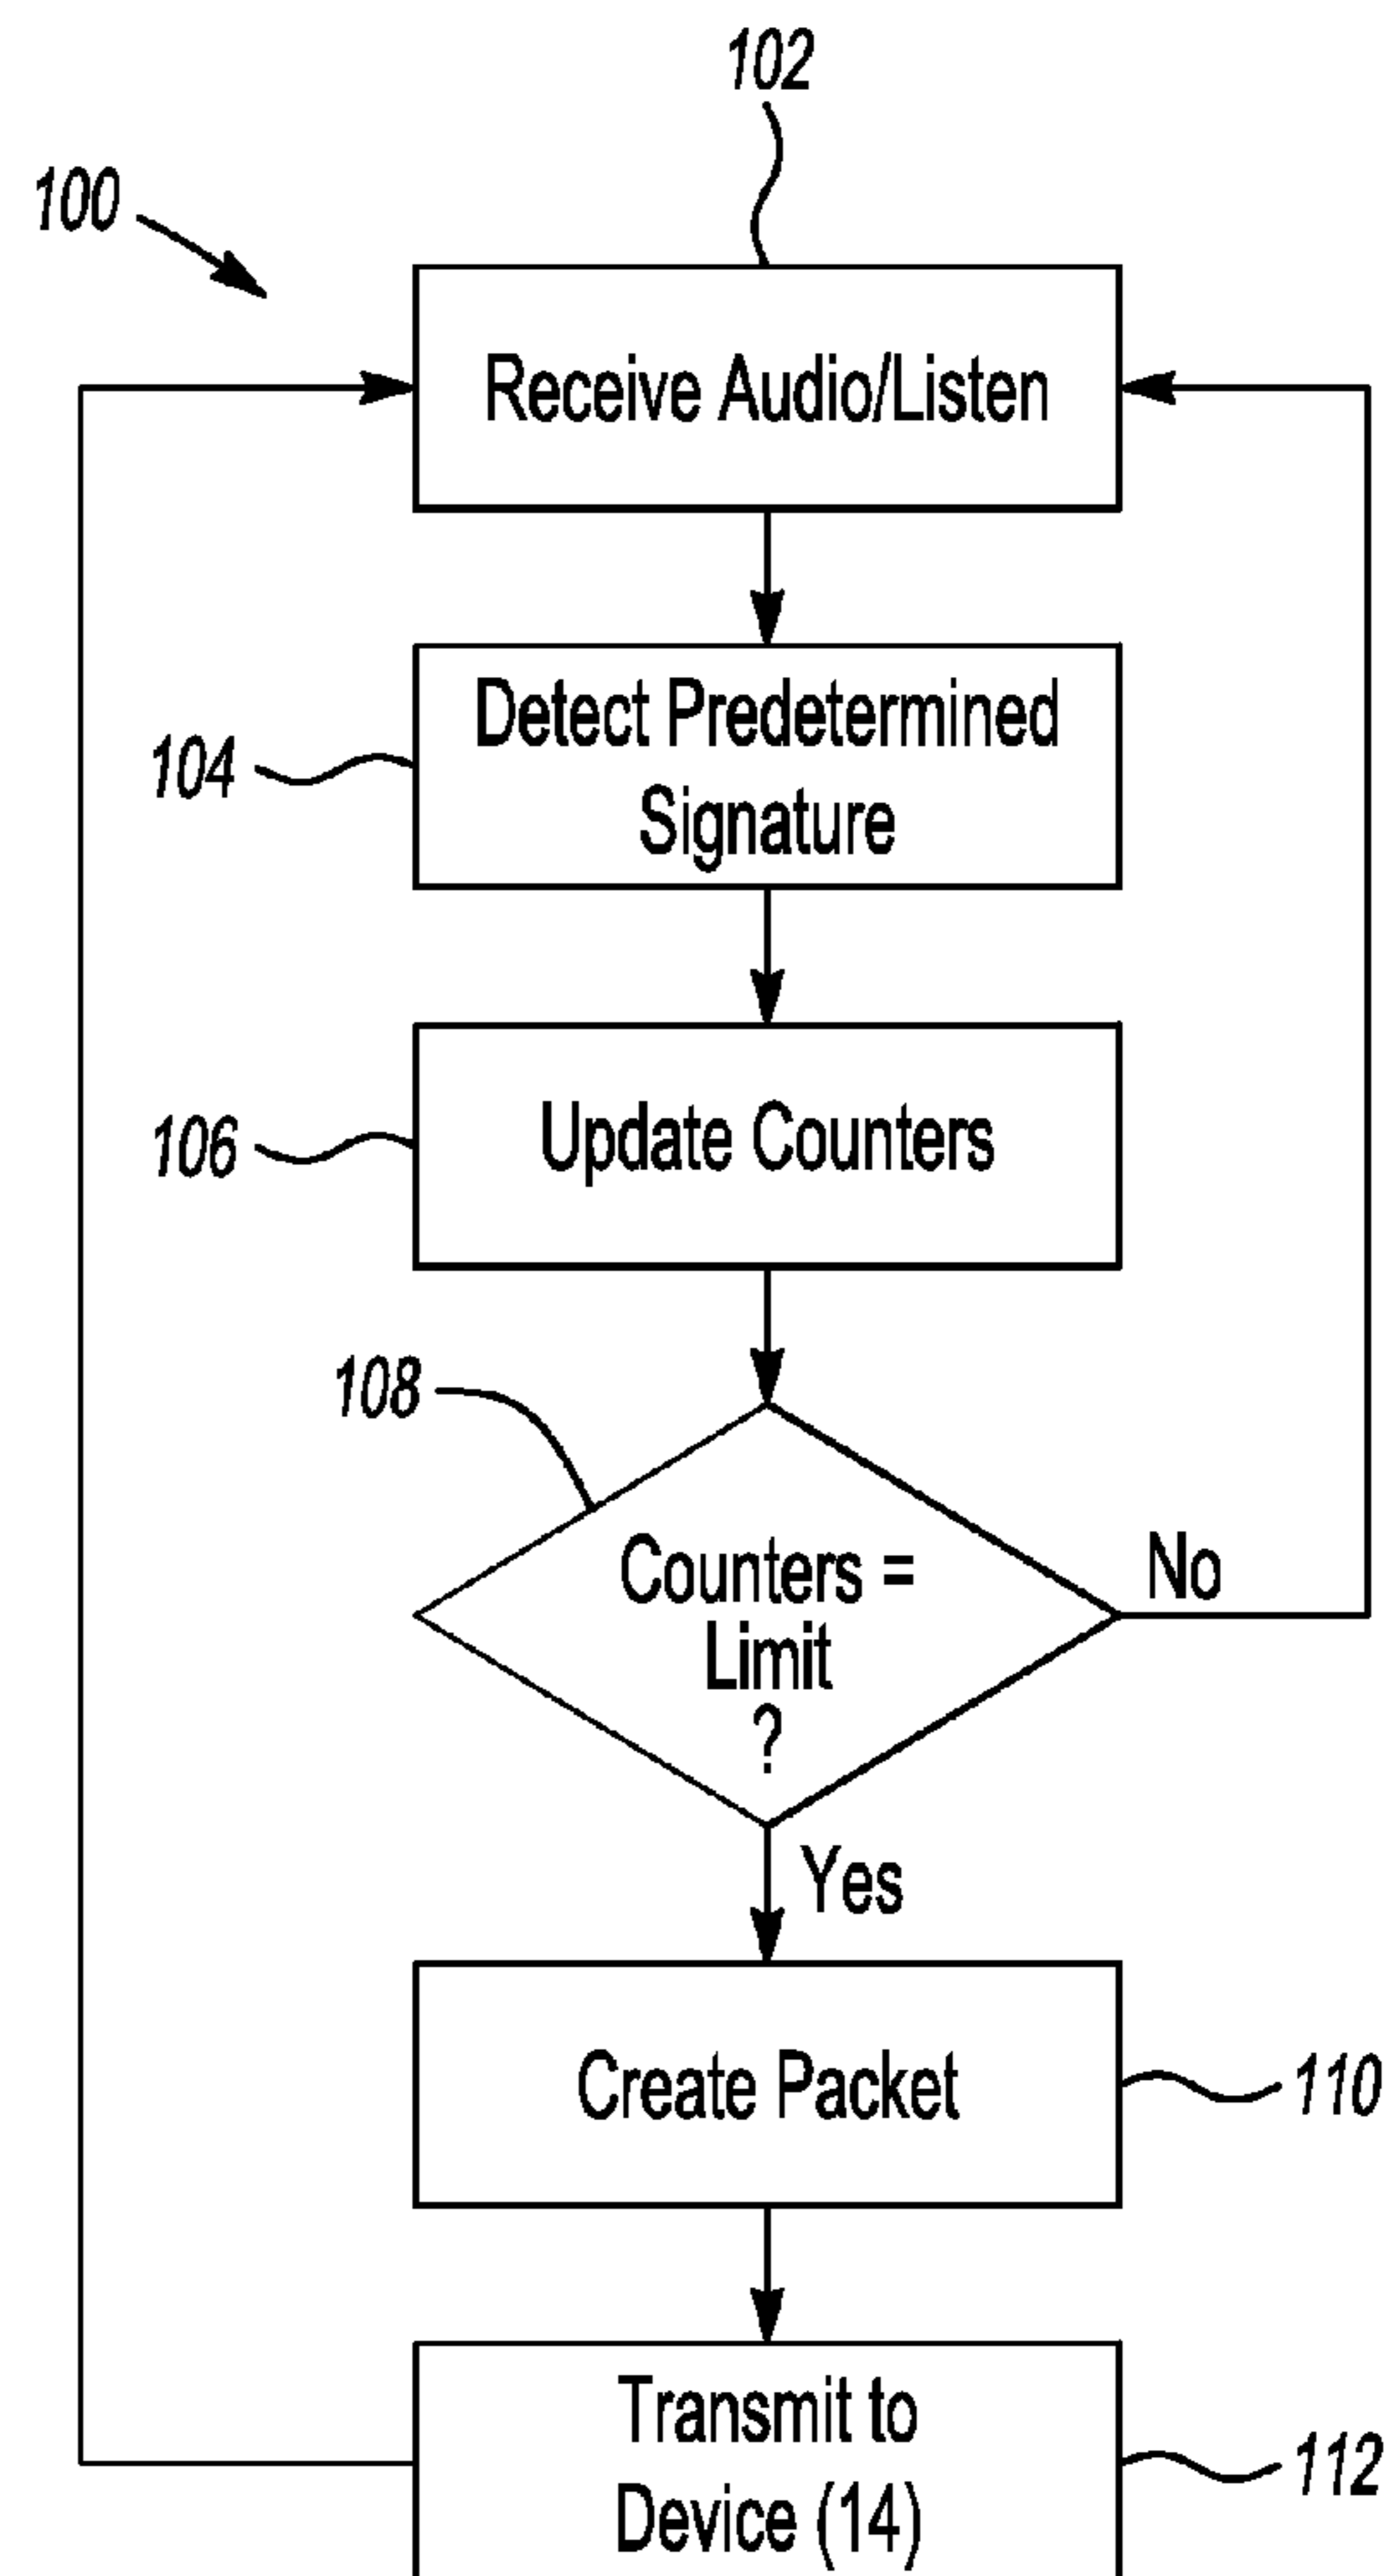 102
100
Receive Audio/Listen
Detect Predetermined
Signature
104
Update Counters
106
108
Counters =
Limit
?
No
Yes
Create Packet
110
Transmit to
Device (14)
112